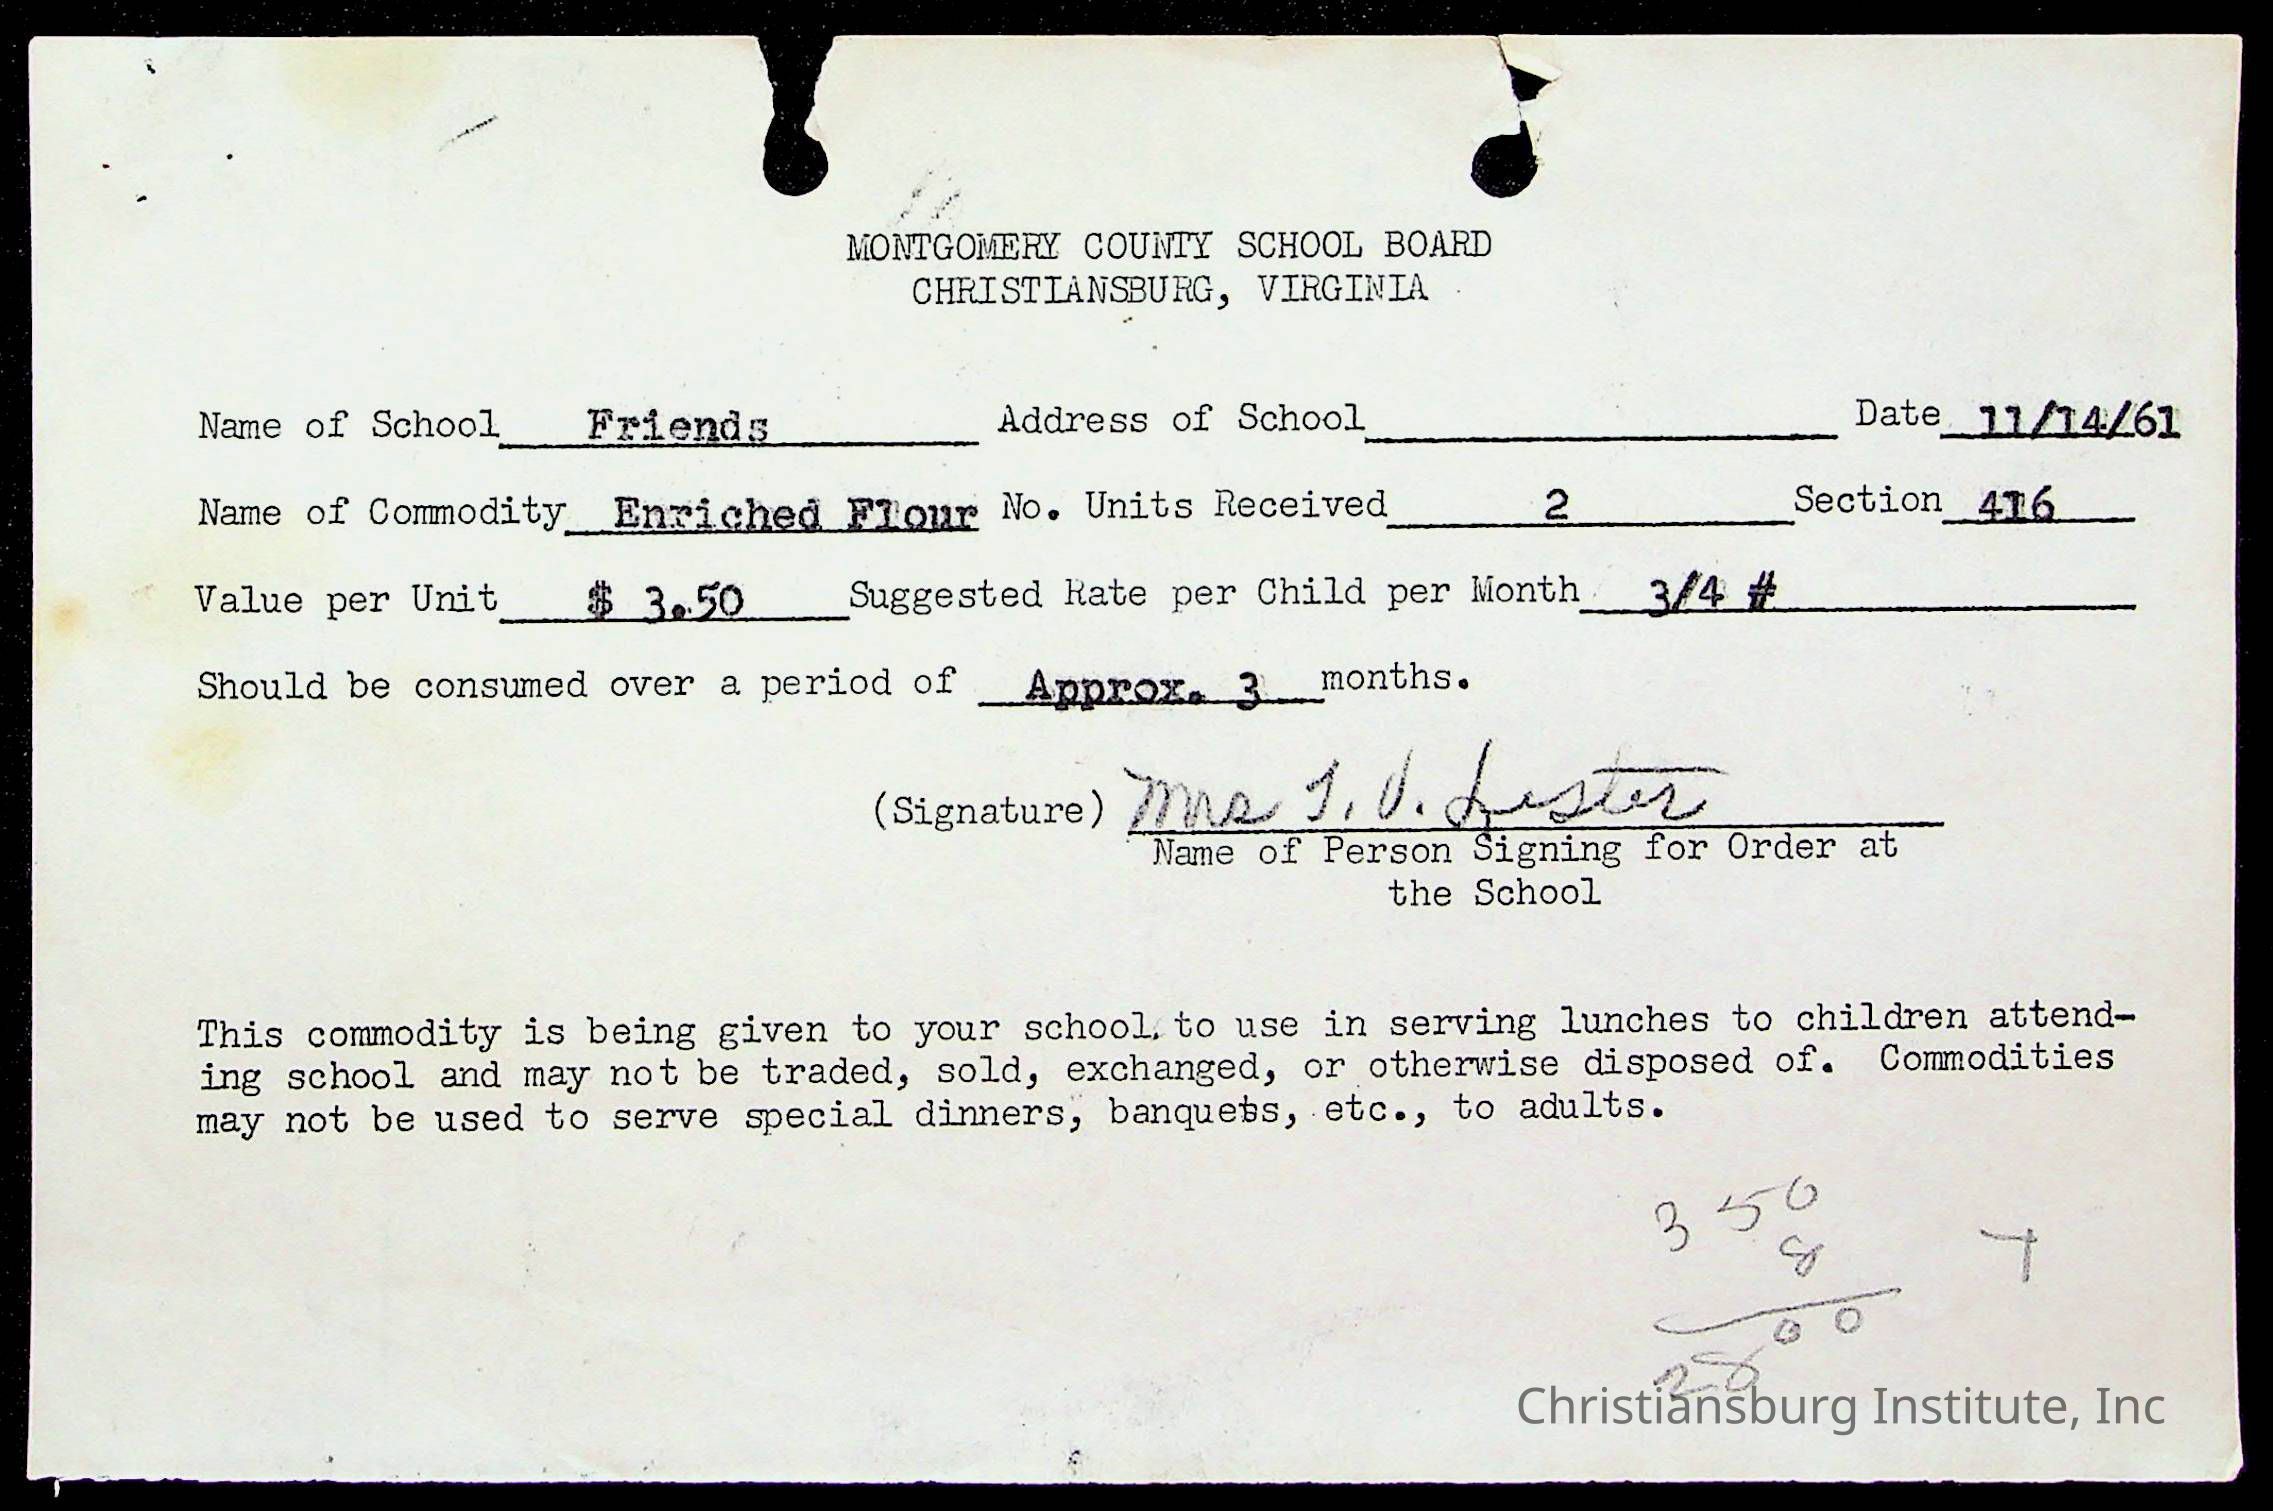 MONTGOMERY COUNTY SCHOOL BOARD
CHRISTIANSBURG, VIRGINIA
Name of School Friends Address of School Date 11/14/61
Name of Commodity Enriched Flour No. Units Received 2 Section 416
Value per Unit $ 3.50 Suggested Rate per Child per Month 3/4 #
Should be consumed over a period of Approx. 3 months.
(Signature) Mrs T. V. Lester
Name of Person Signing for Order at
the School
This commodity is being given to your school to use in serving lunches to children attend-
ing school and may not be traded, sold, exchanged, or otherwise disposed of. Commodities
may not be used to serve special dinners, banquets, etc., to adults.
3 50
8
28 00
Christiansburg Institute, Inc